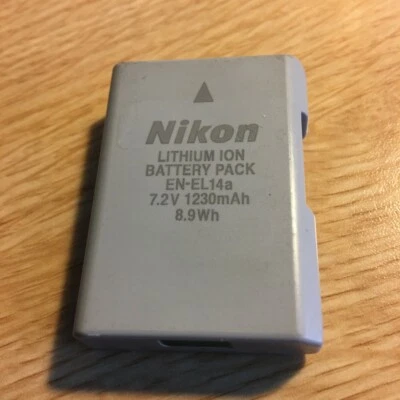 Nikon
LITHIUM ION
BATTERY PACK
EN-EL14a
7.2V 1230mAh
8.9Wh